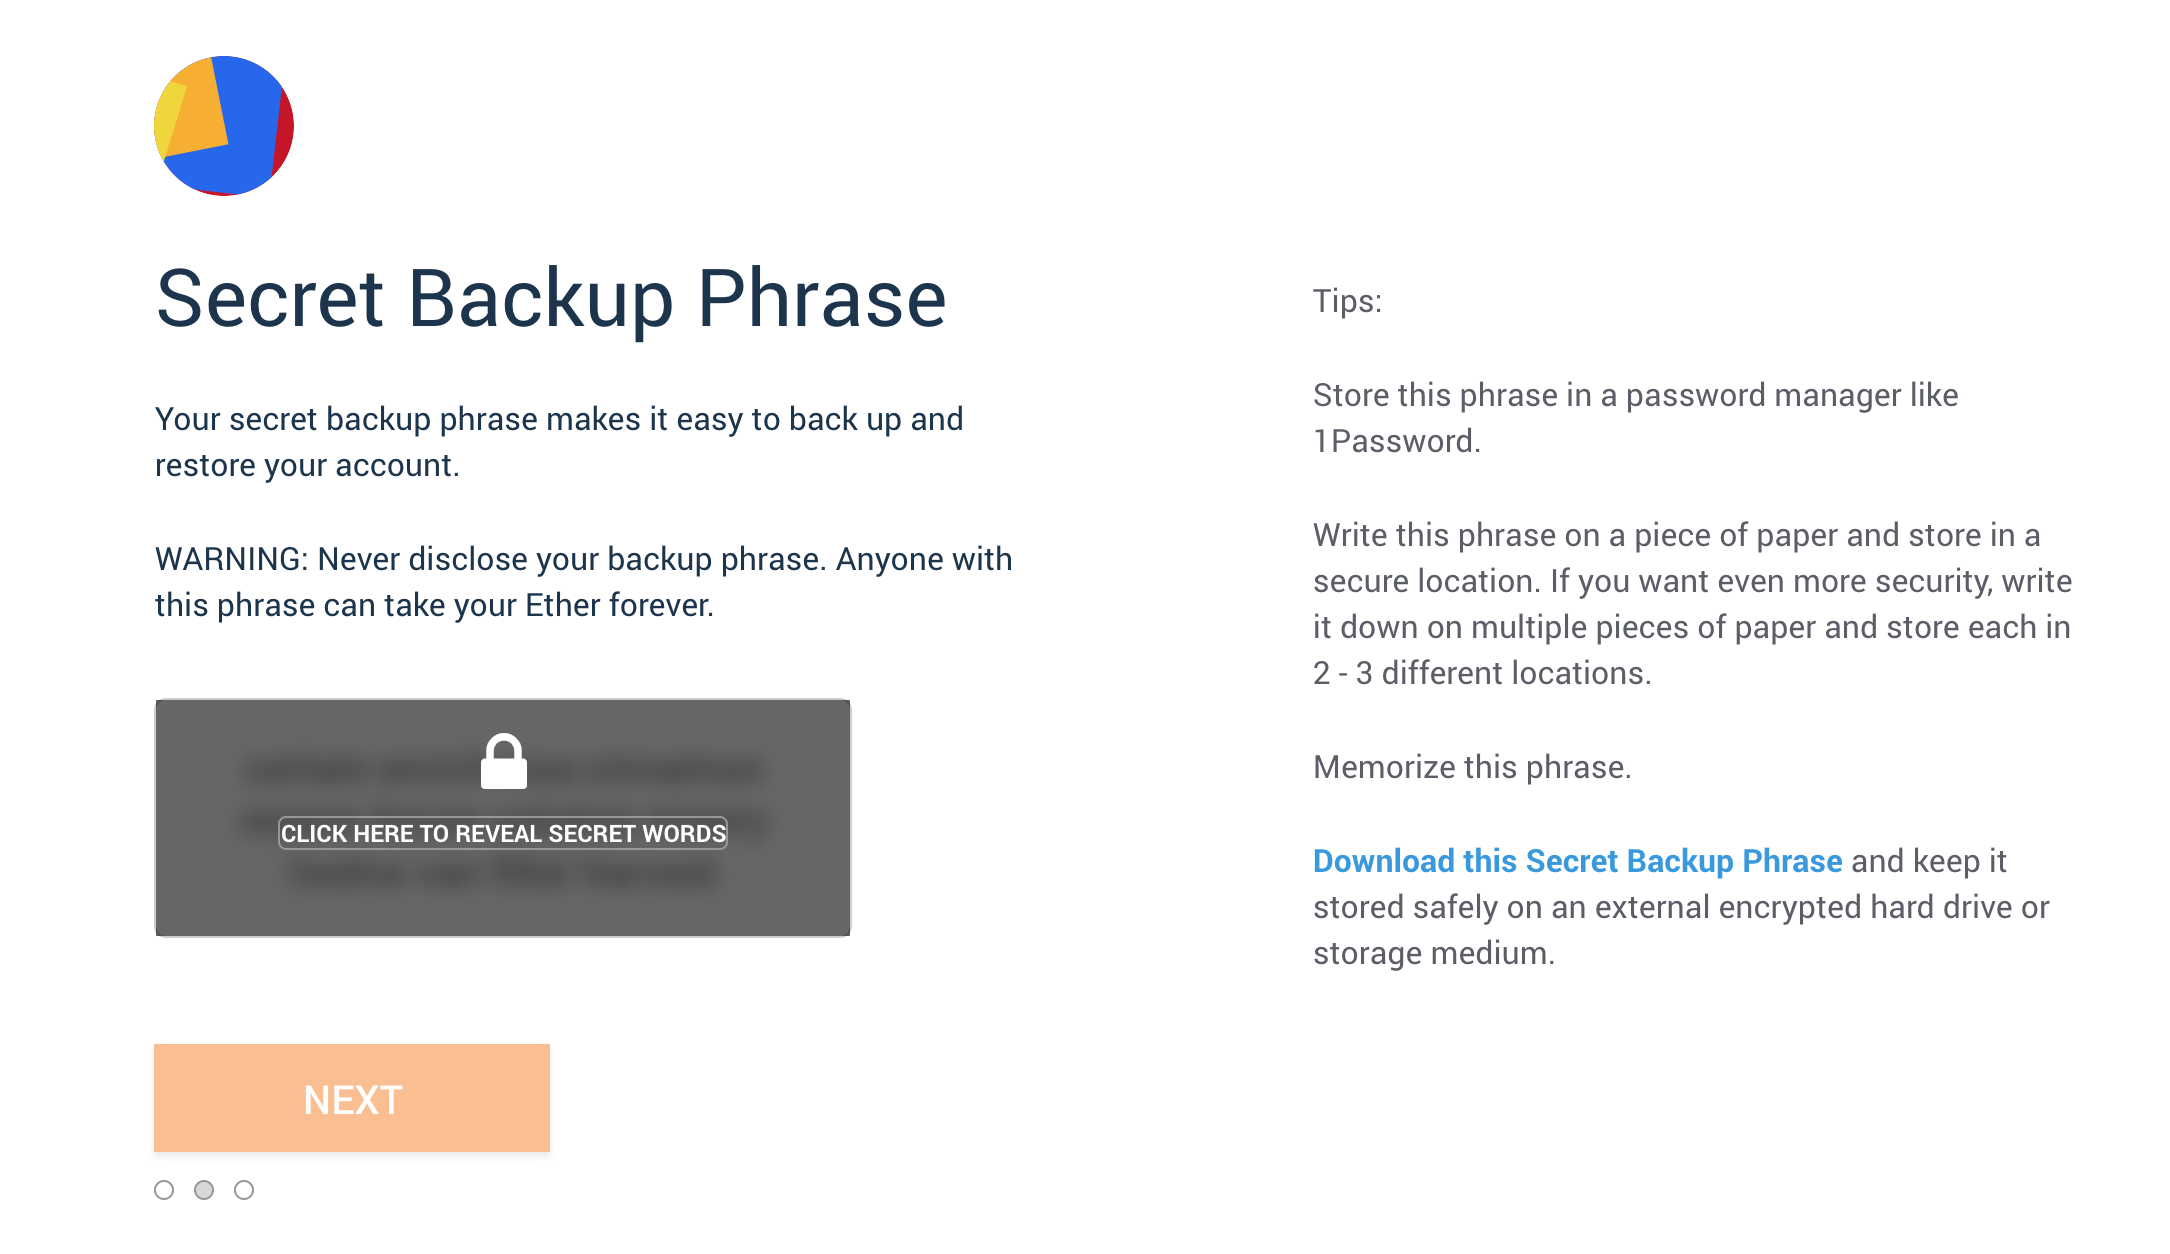 Secret Backup Phrase
Your secret backup phrase makes it easy to back up and
restore your account.
WARNING: Never disclose your backup phrase. Anyone with
this phrase can take your Ether forever.
CLICK HERE TO REVEAL SECRET WORDS
NEXT
Tips:
Store this phrase in a password manager like
1Password.
Write this phrase on a piece of paper and store in a
secure location. If you want even more security, write
it down on multiple pieces of paper and store each in
2 - 3 different locations.
Memorize this phrase.
Download this Secret Backup Phrase and keep it
stored safely on an external encrypted hard drive or
storage medium.